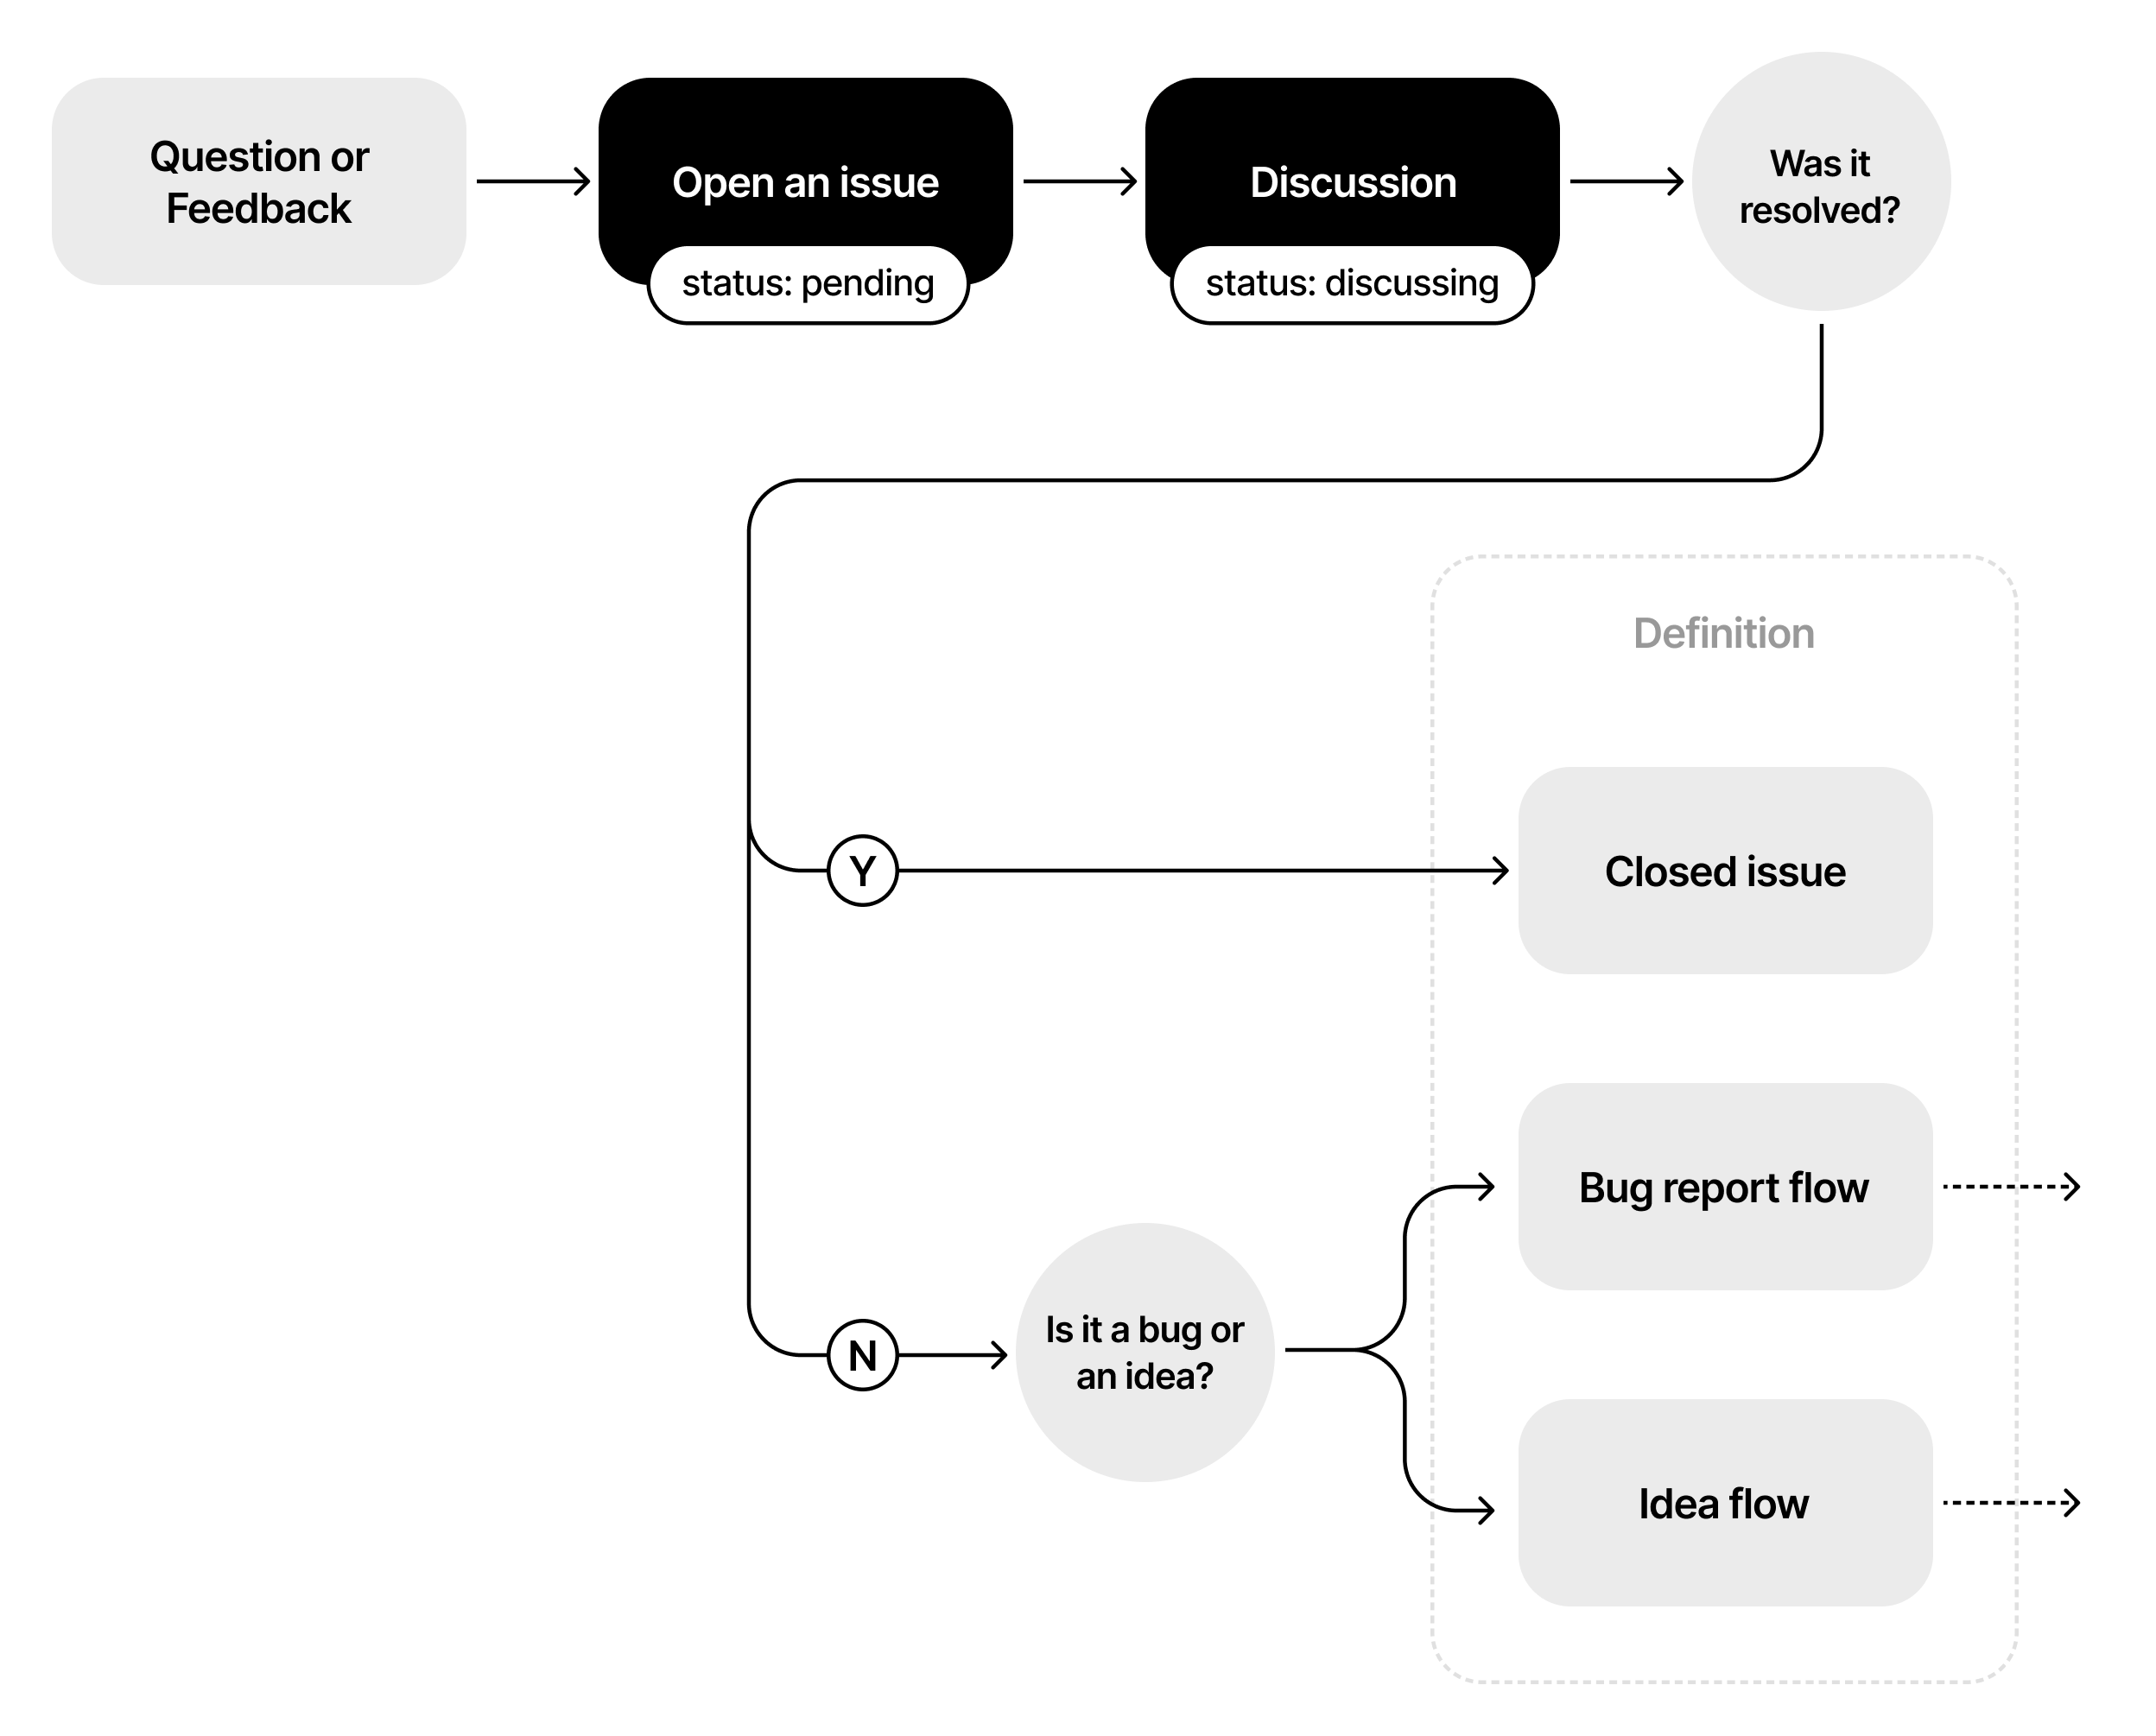 Question or
Feedback
Open an issue
status: pending
Discussion
status: discussing
Was it
resolved?
Definition
Y
Closed issue
Bug report flow
N
Is it a bug or
an idea?
Idea flow